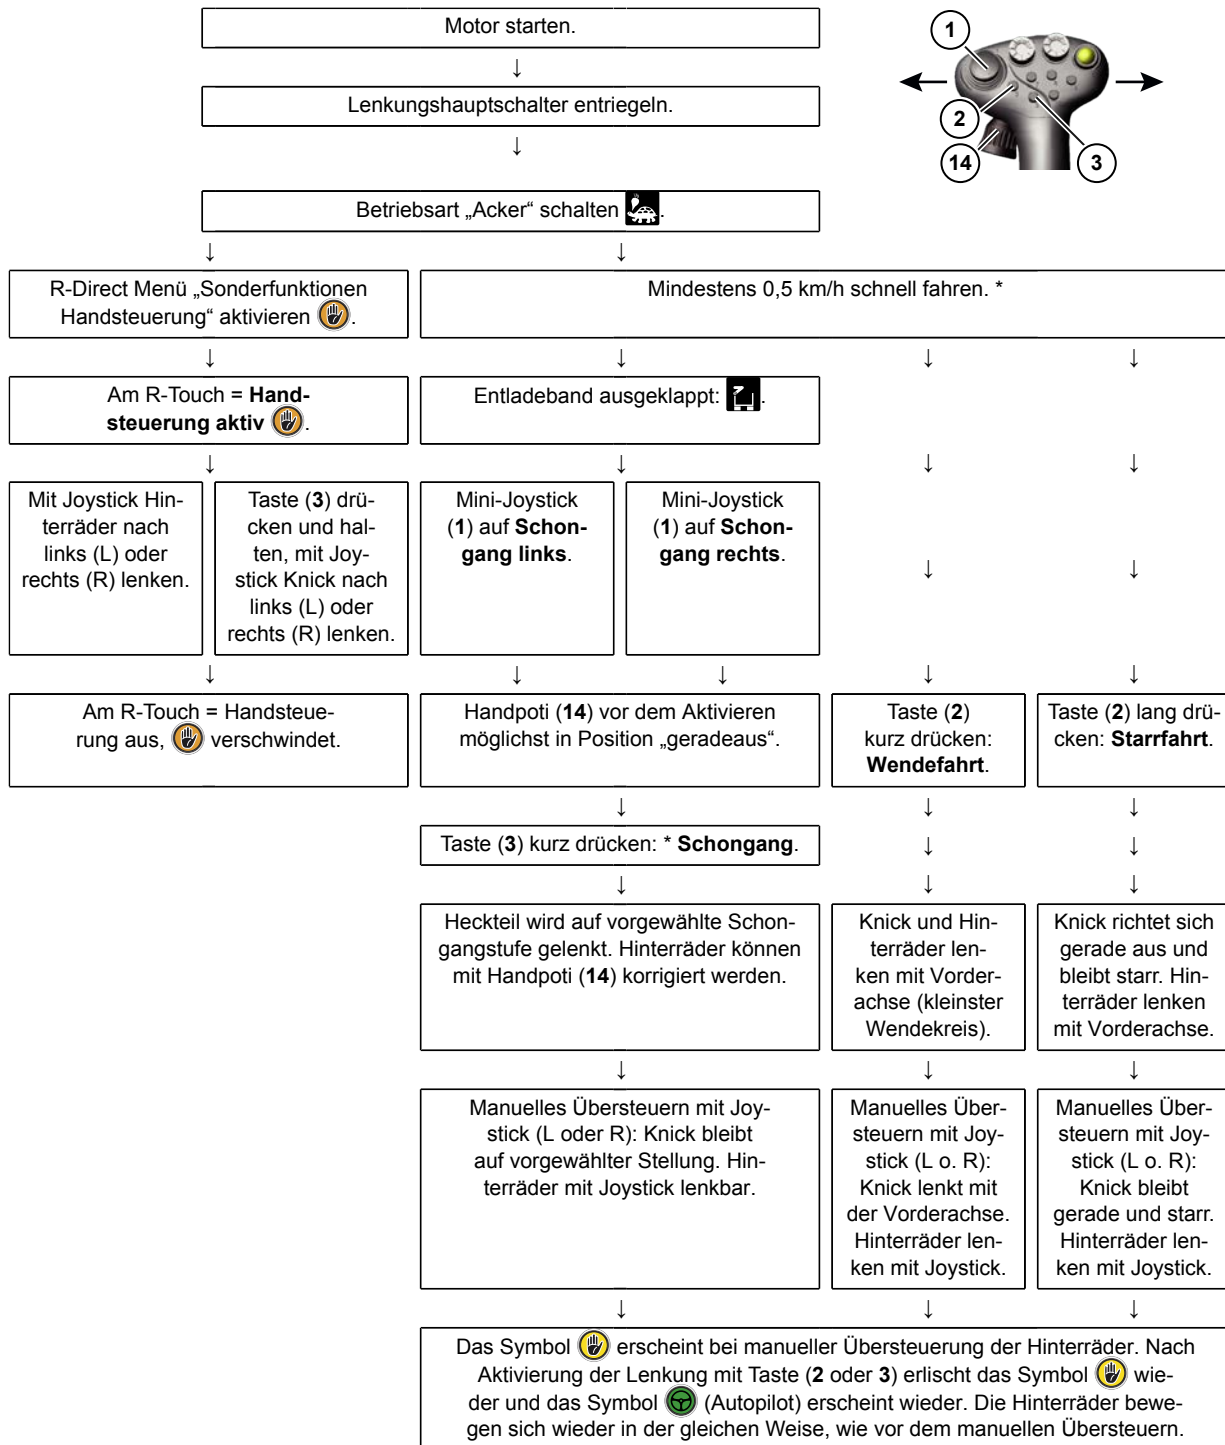 Motor starten.
↓
Lenkungshauptschalter entriegeln.
↓
1
2
14
3
Betriebsart „Acker“ schalten .
↓ ↓
R-Direct Menü „Sonderfunktionen
Handsteuerung“ aktivieren .
Mindestens 0,5 km/h schnell fahren. *
↓ ↓ ↓ ↓
Am R-Touch = Hand-
steuerung aktiv .
Entladeband ausgeklappt: .
↓ ↓ ↓ ↓
Mit Joystick Hin-
terräder nach
links (L) oder
rechts (R) lenken.
Taste (3) drü-
cken und hal-
ten, mit Joy-
stick Knick nach
links (L) oder
rechts (R) lenken.
Mini-Joystick
(1) auf Schon-
gang links.
Mini-Joystick
(1) auf Schon-
gang rechts.
↓ ↓
↓ ↓ ↓ ↓ ↓
Am R-Touch = Handsteue-
rung aus, verschwindet.
Handpoti (14) vor dem Aktivieren
möglichst in Position „geradeaus“.
Taste (2)
kurz drücken:
Wendefahrt.
Taste (2) lang drü-
cken: Starrfahrt.
↓ ↓ ↓
Taste (3) kurz drücken: * Schongang.
↓ ↓
↓ ↓ ↓
Heckteil wird auf vorgewählte Schon-
gangstufe gelenkt. Hinterräder können
mit Handpoti (14) korrigiert werden.
Knick und Hin-
terräder len-
ken mit Vorder-
achse (kleinster
Wendekreis).
Knick richtet sich
gerade aus und
bleibt starr. Hin-
terräder lenken
mit Vorderachse.
↓ ↓ ↓
Manuelles Übersteuern mit Joy-
stick (L oder R): Knick bleibt
auf vorgewählter Stellung. Hin-
terräder mit Joystick lenkbar.
Manuelles Über-
steuern mit Joy-
stick (L o. R):
Knick lenkt mit
der Vorderachse.
Hinterräder len-
ken mit Joystick.
Manuelles Über-
steuern mit Joy-
stick (L o. R):
Knick bleibt
gerade und starr.
Hinterräder len-
ken mit Joystick.
↓ ↓ ↓
Das Symbol erscheint bei manueller Übersteuerung der Hinterräder. Nach
Aktivierung der Lenkung mit Taste (2 oder 3) erlischt das Symbol wie-
der und das Symbol (Autopilot) erscheint wieder. Die Hinterräder bewe-
gen sich wieder in der gleichen Weise, wie vor dem manuellen Übersteuern.